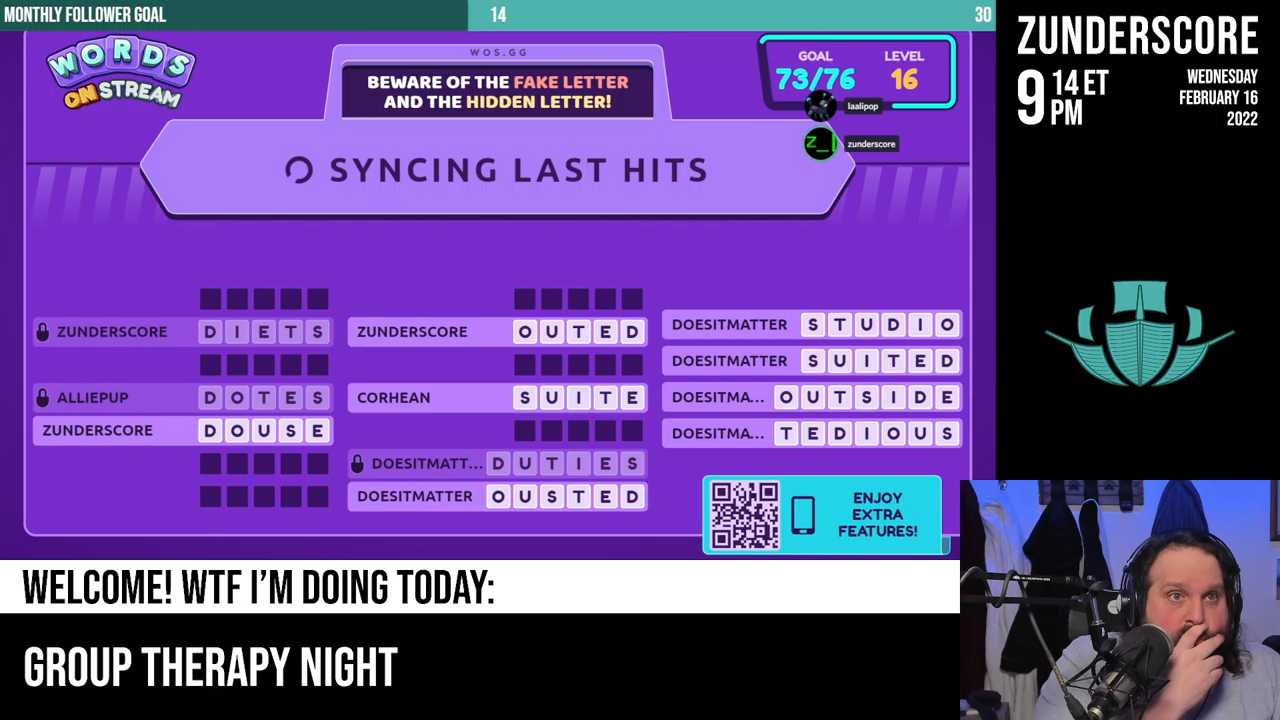 MONTHLY FOLLOWER GOAL
14
30
WORDS
ON STREAM
WOS.GG
BEWARE OF THE FAKE LETTER
AND THE HIDDEN LETTER!
GOAL
73/76
LEVEL
16
laalipop
zunderscore
SYNCING LAST HITS
ZUNDERSCORE DIETS
ALLIEPUP DOTES
ZUNDERSCORE DOUSE
ZUNDERSCORE OUTED
CORHEAN SUITE
DOESITMATT... DUTIES
DOESITMATTER OUSTED
DOESITMATTER STUDIO
DOESITMATTER SUITED
DOESITMA... OUTSIDE
DOESITMA... TEDIOUS
ENJOY
EXTRA
FEATURES!
ZUNDERSCORE
9 14 ET
PM
WEDNESDAY
FEBRUARY 16
2022
WELCOME! WTF I'M DOING TODAY:
GROUP THERAPY NIGHT